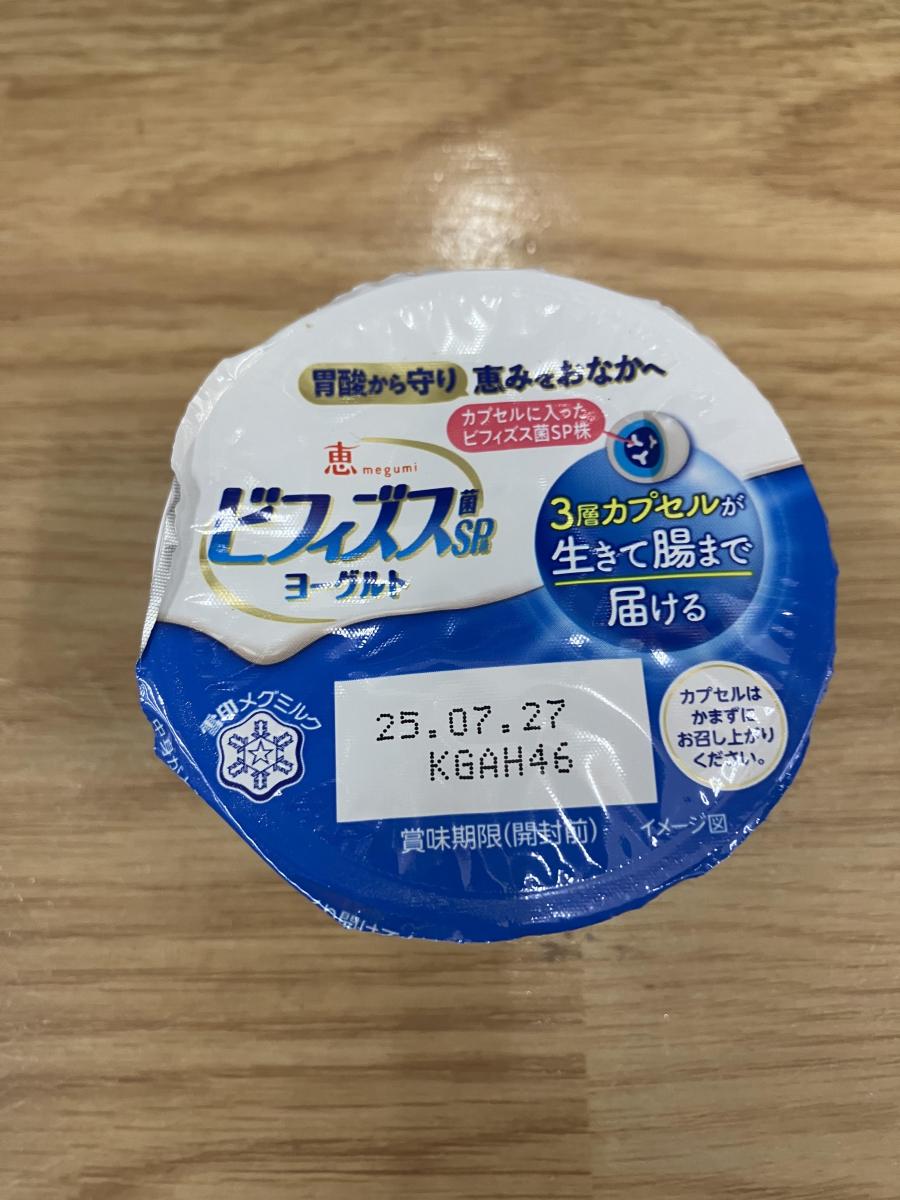 胃酸から守り 恵みをおなかへ
カプセルに入った
ビフィズス菌SP株
恵 megumi
ビフィズス菌SP株
ヨーグルト
3層カプセルが
生きて腸まで
届ける
雪印メグミルク
25.07.27
KGAH46
賞味期限(開封前)
イメージ図
カプセルは
かまずに
お召し上がり
ください。